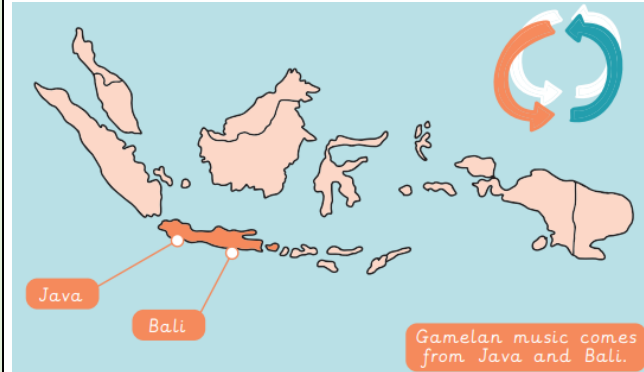 Java
Bali
Gamelan music comes
from Java and Bali.